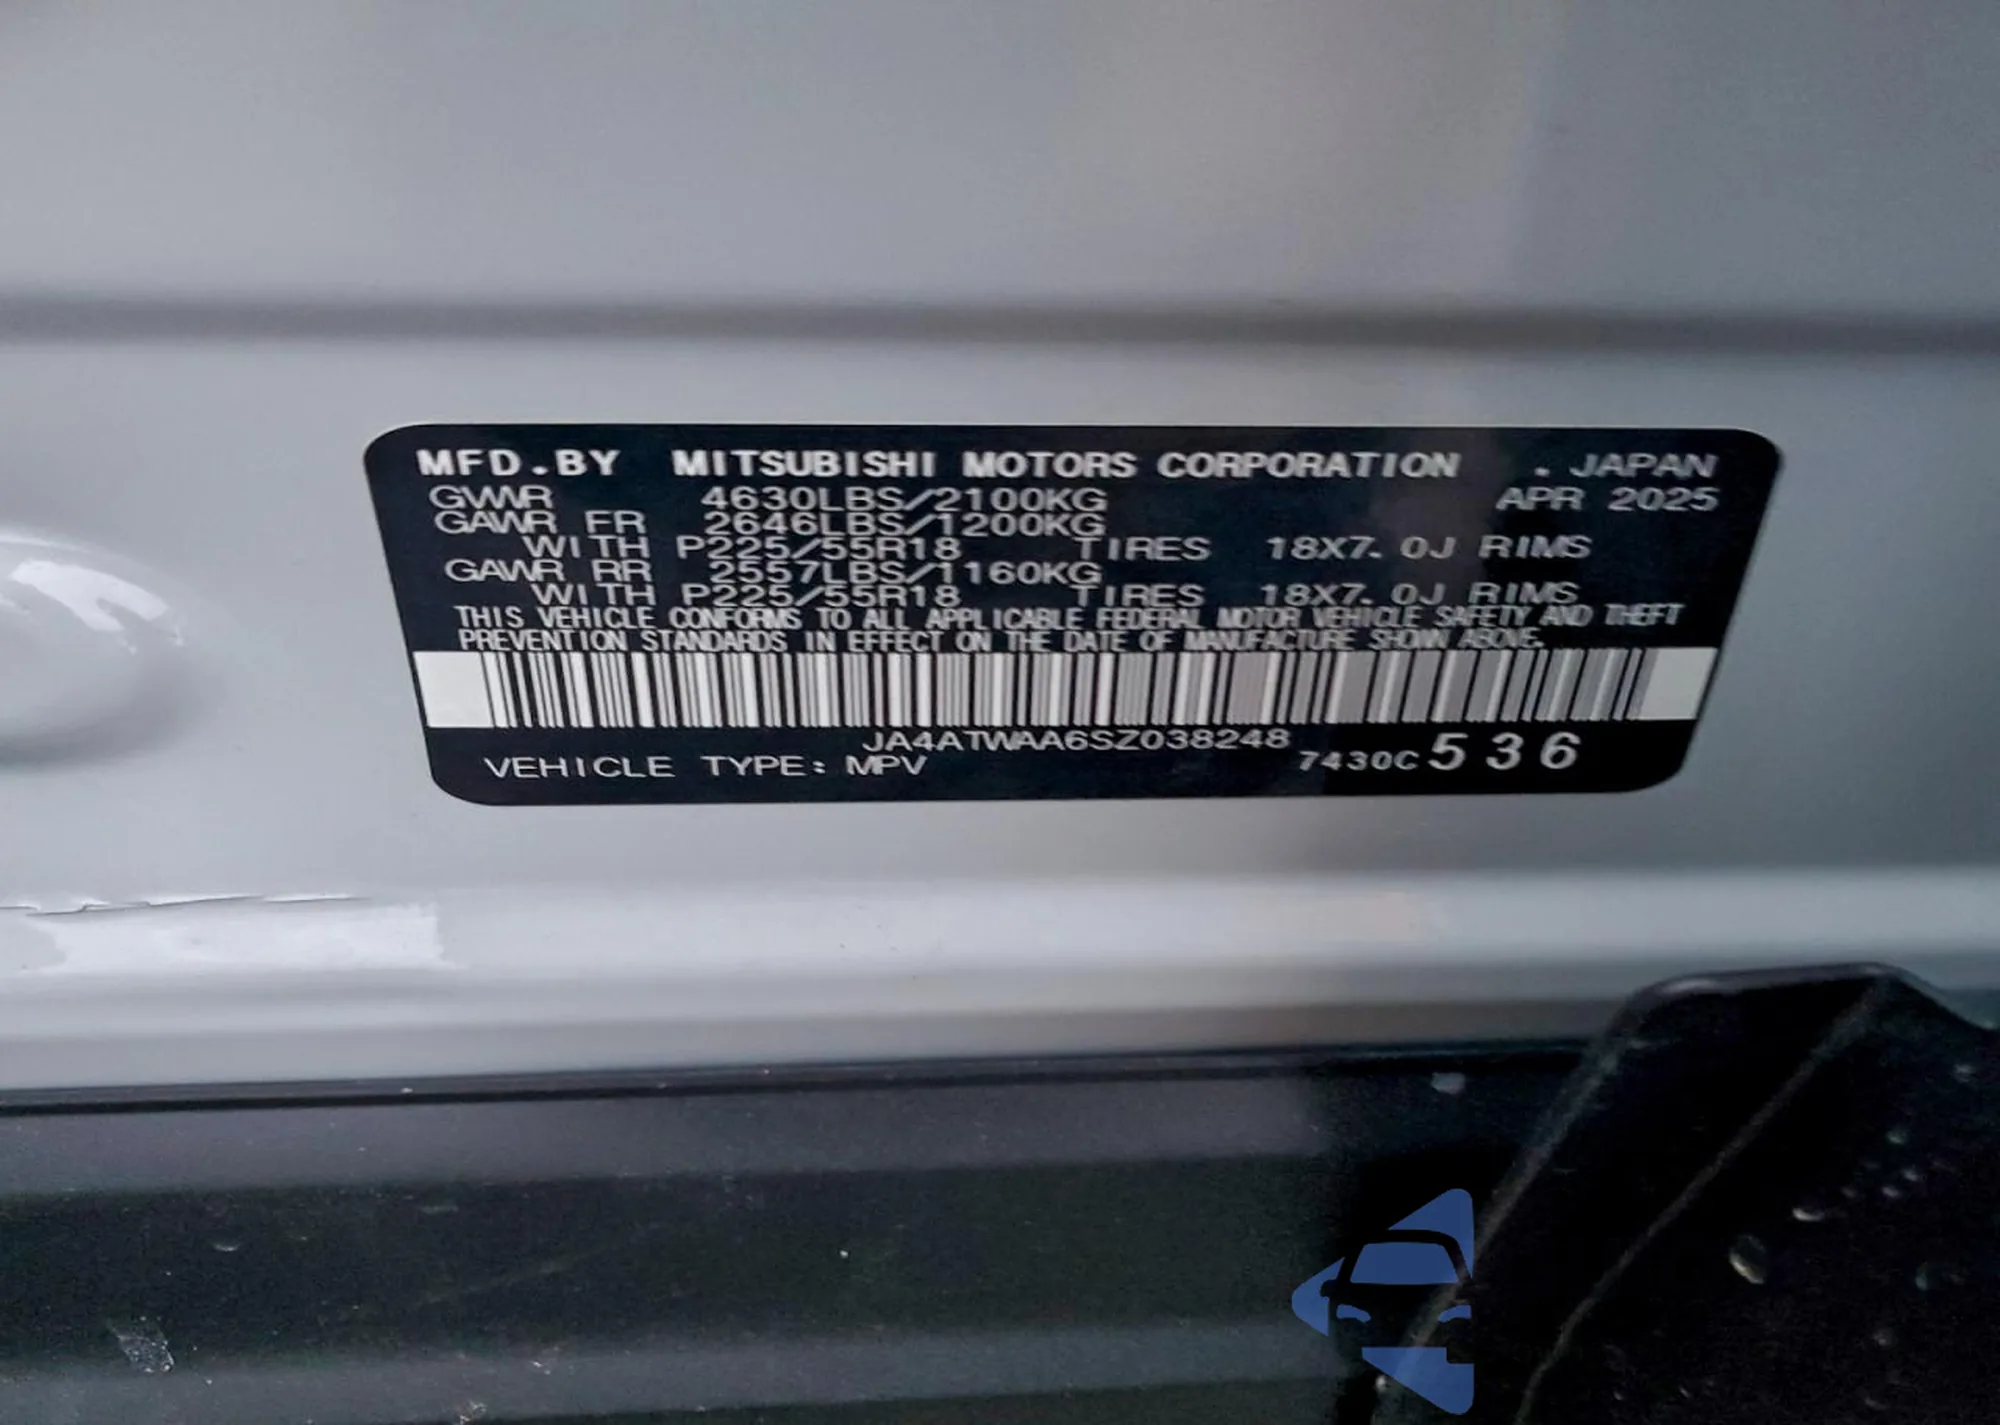 MFD.BY MITSUBISHI MOTORS CORPORATION . JAPAN
GVWR 4630LBS/2100KG APR 2025
GAWR FR 2646LBS/1200KG
WITH P225/55R18 TIRES 18X7.0J RIMS
GAWR RR 2557LBS/1160KG
WITH P225/55R18 TIRES 18X7.0J RIMS
THIS VEHICLE CONFORMS TO ALL APPLICABLE FEDERAL MOTOR VEHICLE SAFETY AND THEFT
PREVENTION STANDARDS IN EFFECT ON THE DATE OF MANUFACTURE SHOWN ABOVE.
JA4ATWAA6SZ038248
VEHICLE TYPE: MPV 7430C 536